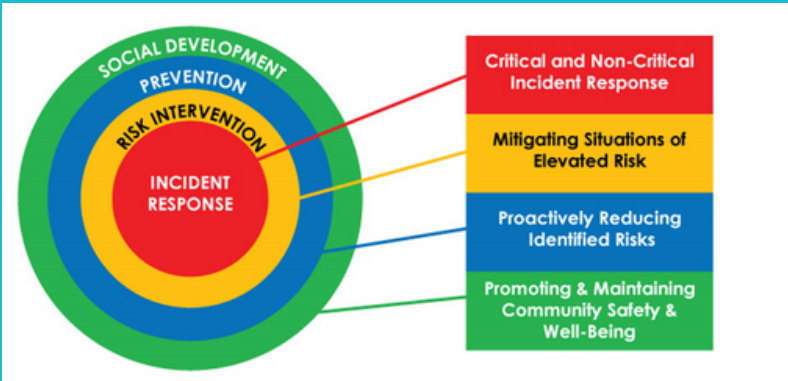 SOCIAL DEVELOPMENT
PREVENTION
RISK INTERVENTION
INCIDENT
RESPONSE
Critical and Non-Critical
Incident Response
Mitigating Situations of
Elevated Risk
Proactively Reducing
Identified Risks
Promoting & Maintaining
Community Safety &
Well-Being